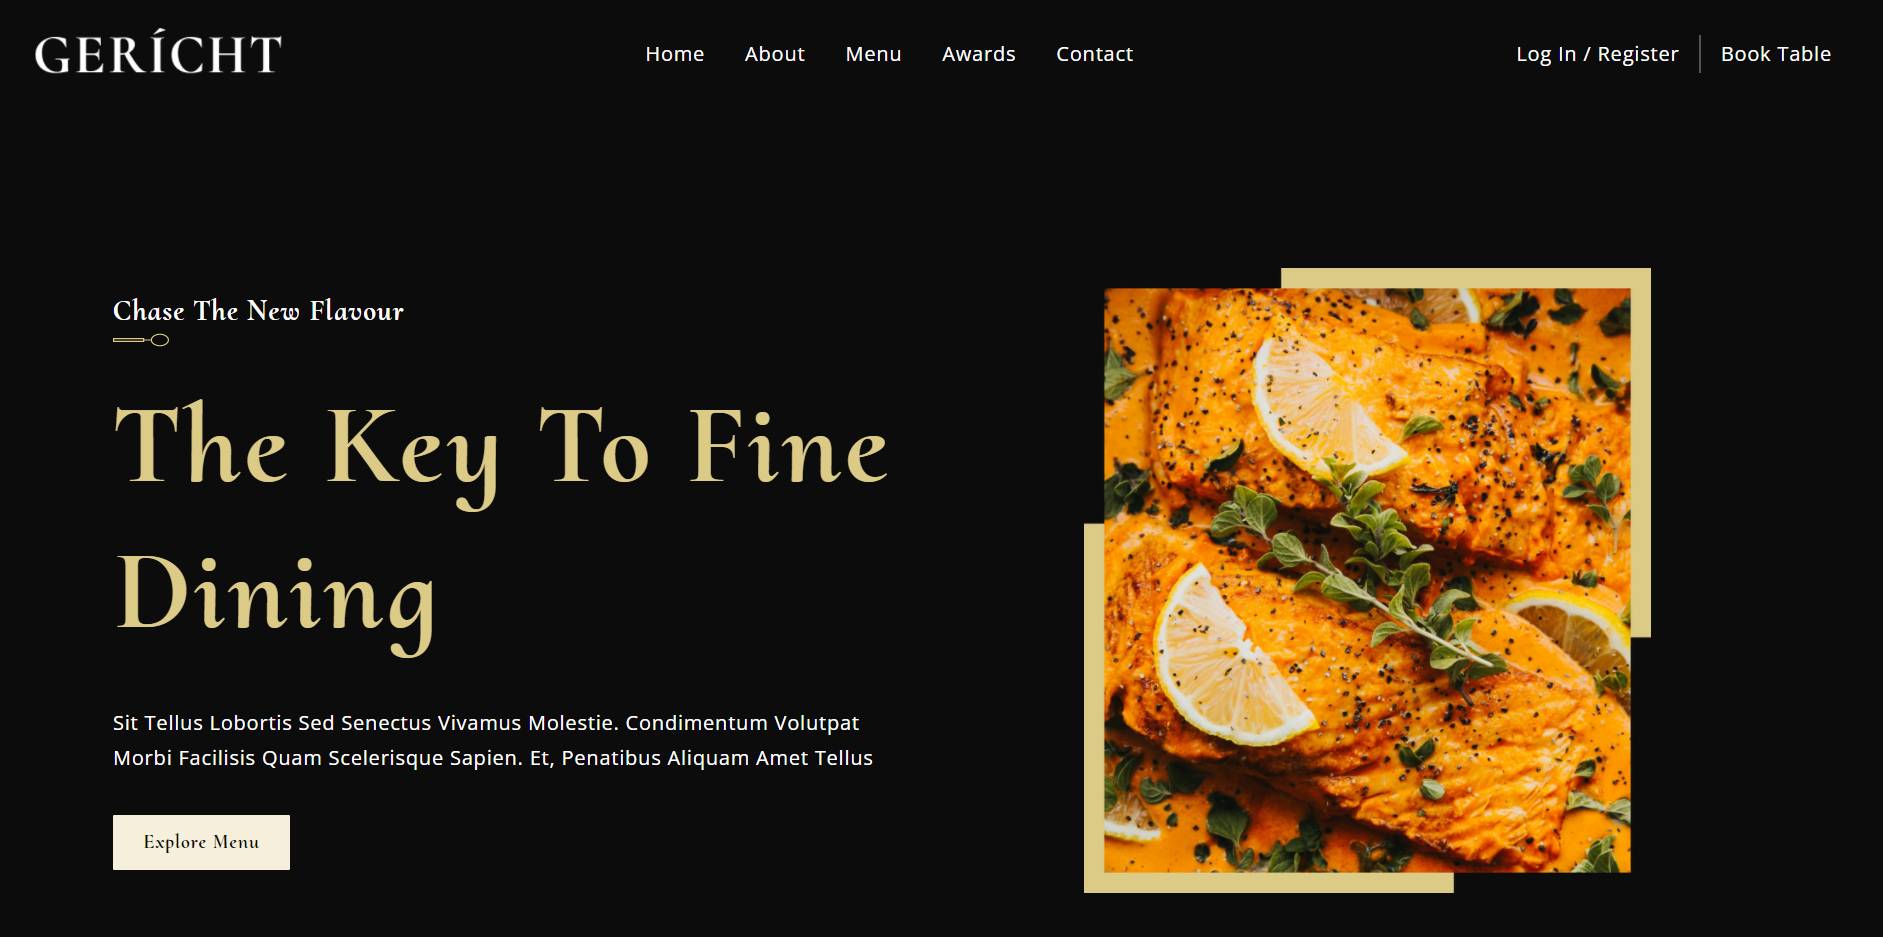 GERÍCHT
Home About Menu Awards Contact
Log In / Register Book Table
Chase The New Flavour
The Key To Fine
Dining
Sit Tellus Lobortis Sed Senectus Vivamus Molestie. Condimentum Volutpat
Morbi Facilisis Quam Scelerisque Sapien. Et, Penatibus Aliquam Amet Tellus
Explore Menu